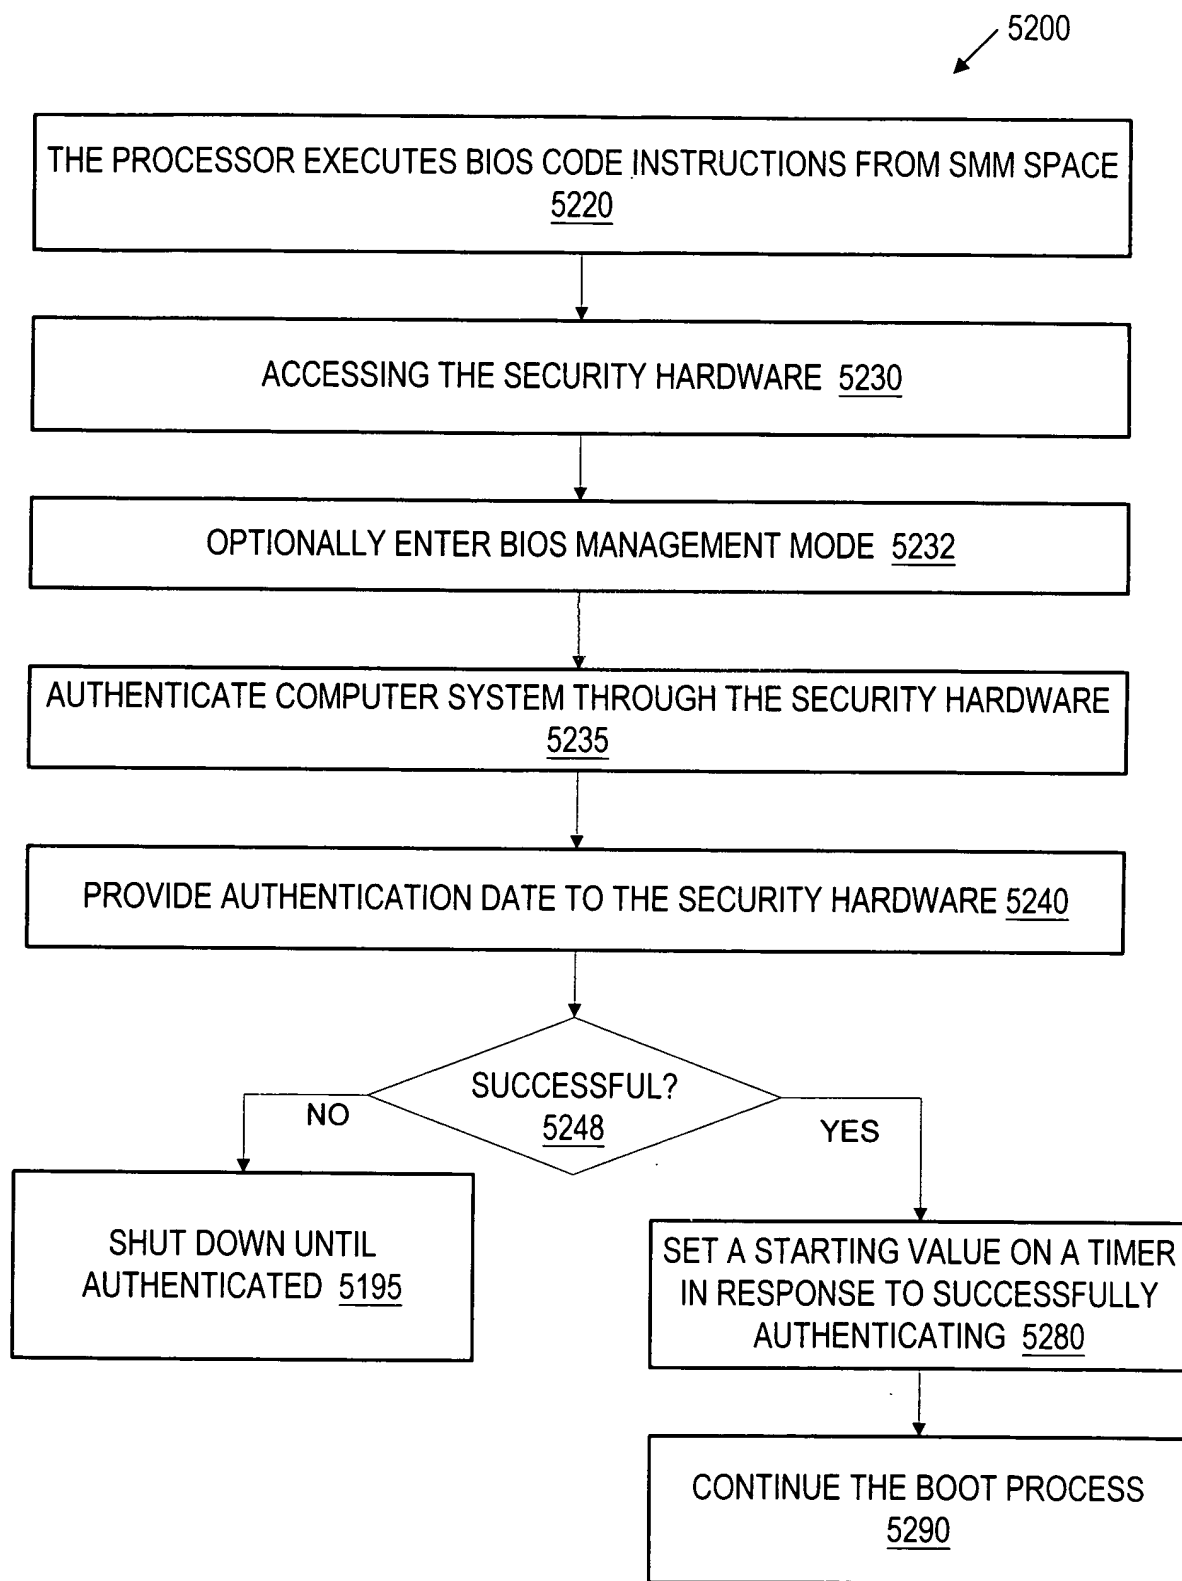 5200
THE PROCESSOR EXECUTES BIOS CODE INSTRUCTIONS FROM SMM SPACE
5220
ACCESSING THE SECURITY HARDWARE 5230
OPTIONALLY ENTER BIOS MANAGEMENT MODE 5232
AUTHENTICATE COMPUTER SYSTEM THROUGH THE SECURITY HARDWARE
5235
PROVIDE AUTHENTICATION DATE TO THE SECURITY HARDWARE 5240
SUCCESSFUL?
5248
NO
YES
SHUT DOWN UNTIL
AUTHENTICATED 5195
SET A STARTING VALUE ON A TIMER
IN RESPONSE TO SUCCESSFULLY
AUTHENTICATING 5280
CONTINUE THE BOOT PROCESS
5290